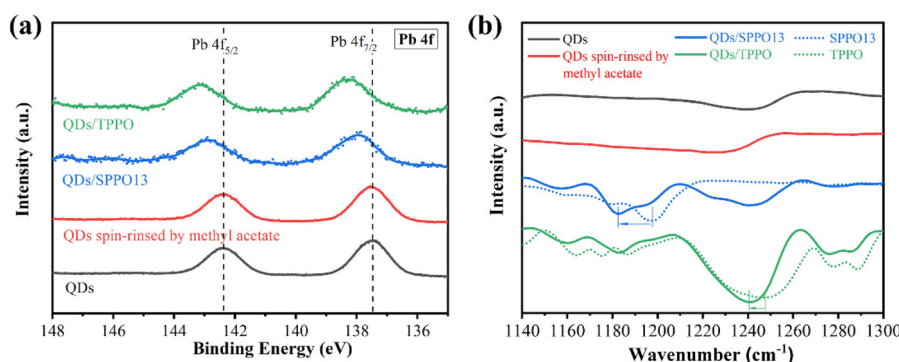 (a)
Pb 4f5/2
Pb 4f7/2
Pb 4f
QDs/TPPO
QDs/SPPO13
QDs spin-rinsed by methyl acetate
QDs
148 146 144 142 140 138 136
Binding Energy (eV)
Intensity (a.u.)
(b)
QDs
QDs spin-rinsed by
methyl acetate
QDs/SPPO13
QDs/TPPO
SPPO13
TPPO
1140 1160 1180 1200 1220 1240 1260 1280 1300
Wavenumber (cm-1)
Intensity (a.u.)